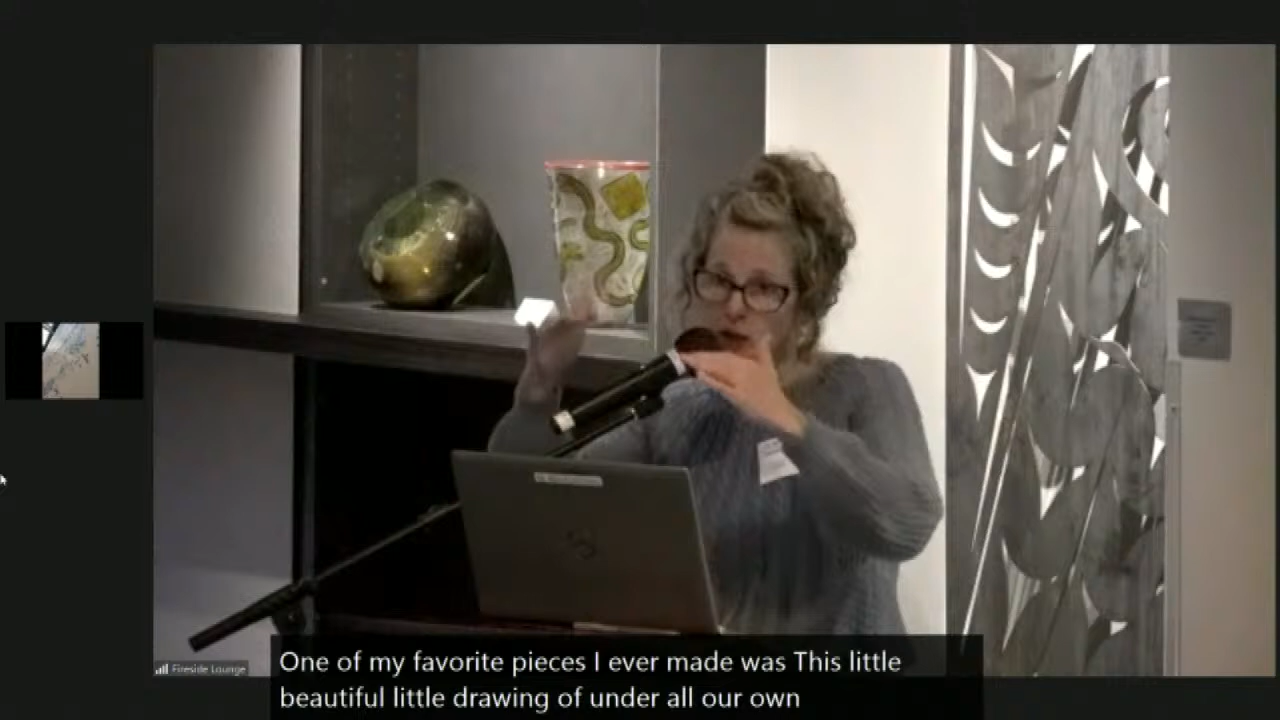 Fireside Lounge
One of my favorite pieces I ever made was This little
beautiful little drawing of under all our own